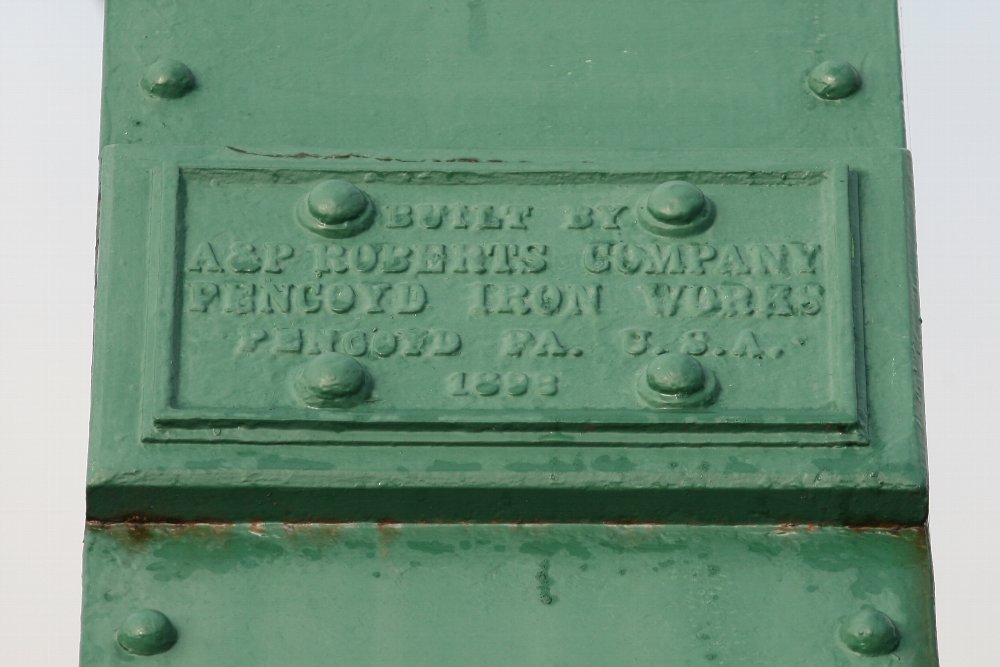 BUILT BY
A&P ROBERTS COMPANY
PENCOYD IRON WORKS
PENCOYD PA. U.S.A.